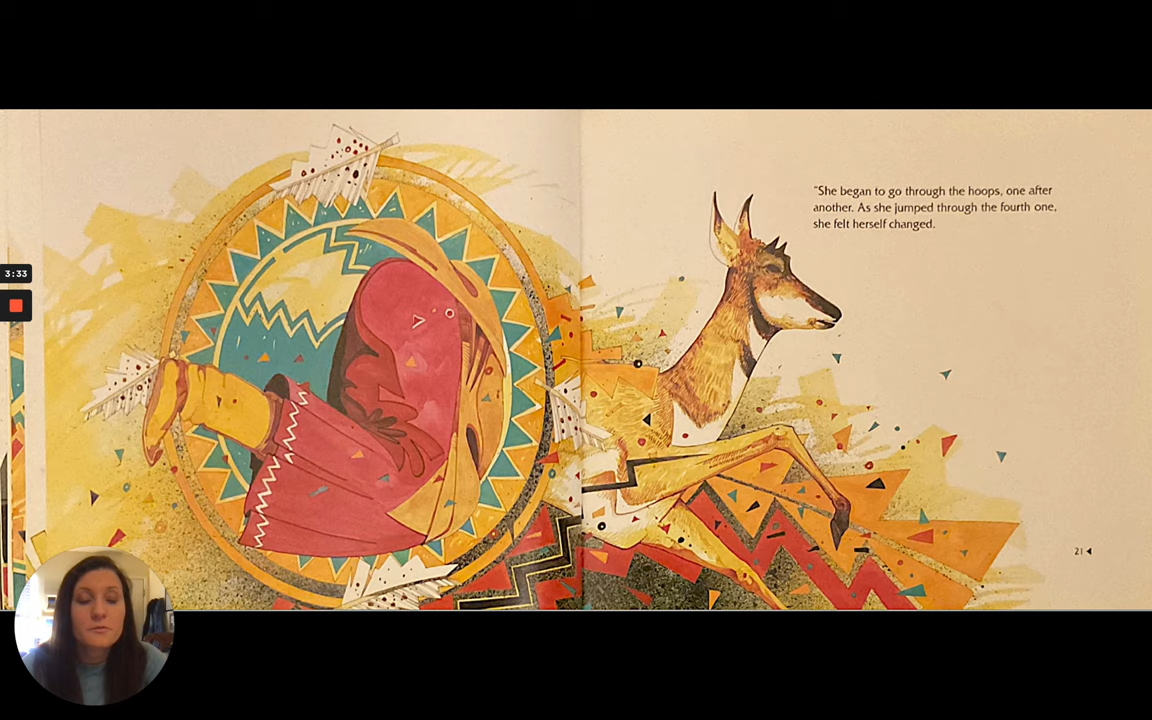 3:33
"She began to go through the hoops, one after
another. As she jumped through the fourth one,
she felt herself changed.
21